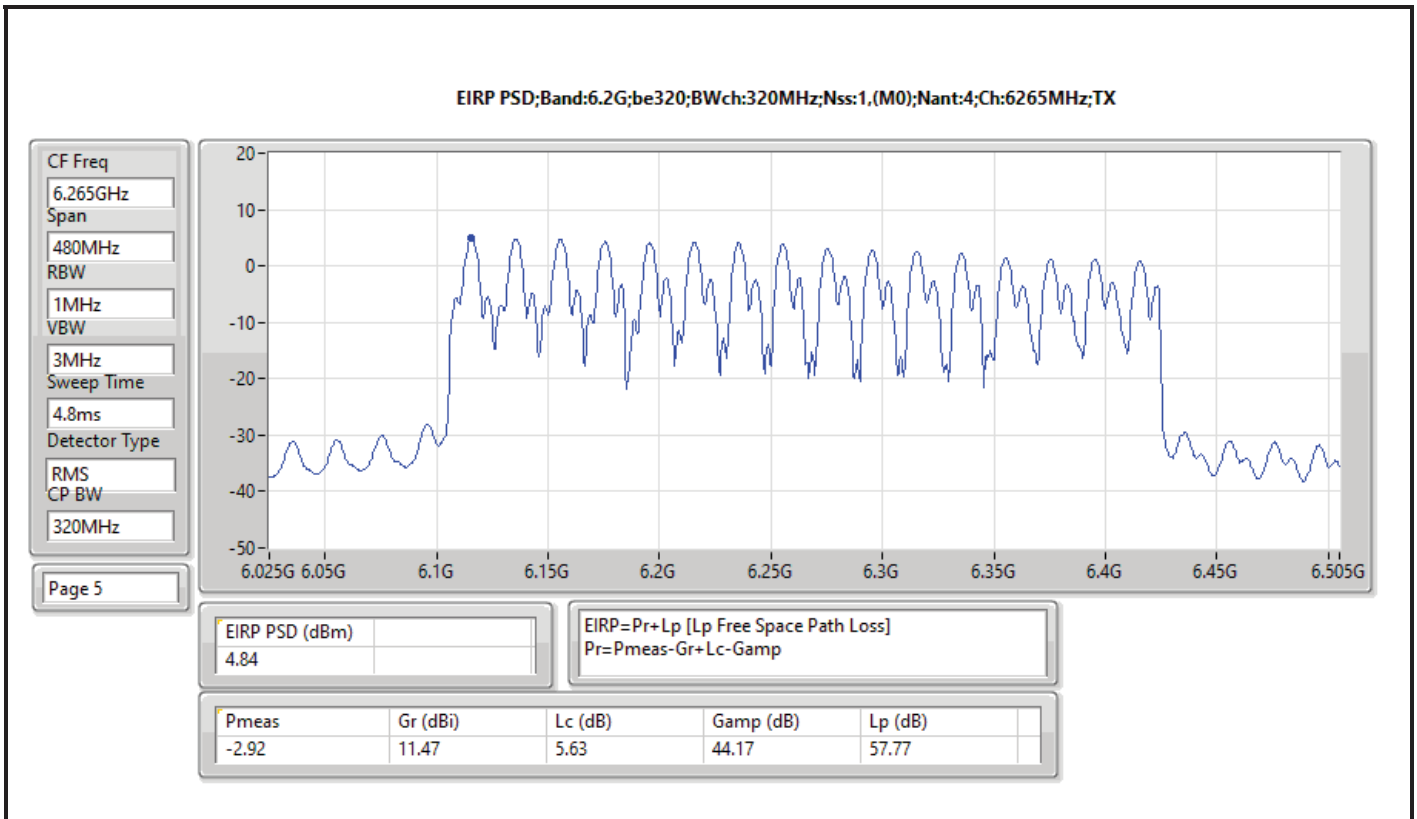 EIRP PSD;Band:6.2G;be320;BWch:320MHz;Nss:1,(M0);Nant:4;Ch:6265MHz;TX
CF Freq
6.265GHz
Span
480MHz
RBW
1MHz
VBW
3MHz
Sweep Time
4.8ms
Detector Type
RMS
CP BW
320MHz
Page 5
20
10
0
-10
-20
-30
-40
-50
6.025G 6.05G 6.1G 6.15G 6.2G 6.25G 6.3G 6.35G 6.4G 6.45G 6.505G
EIRP PSD (dBm)
4.84
EIRP=Pr+Lp [Lp Free Space Path Loss]
Pr=Pmeas-Gr+Lc-Gamp
Pmeas Gr (dBi) Lc (dB) Gamp (dB) Lp (dB)
-2.92 11.47 5.63 44.17 57.77